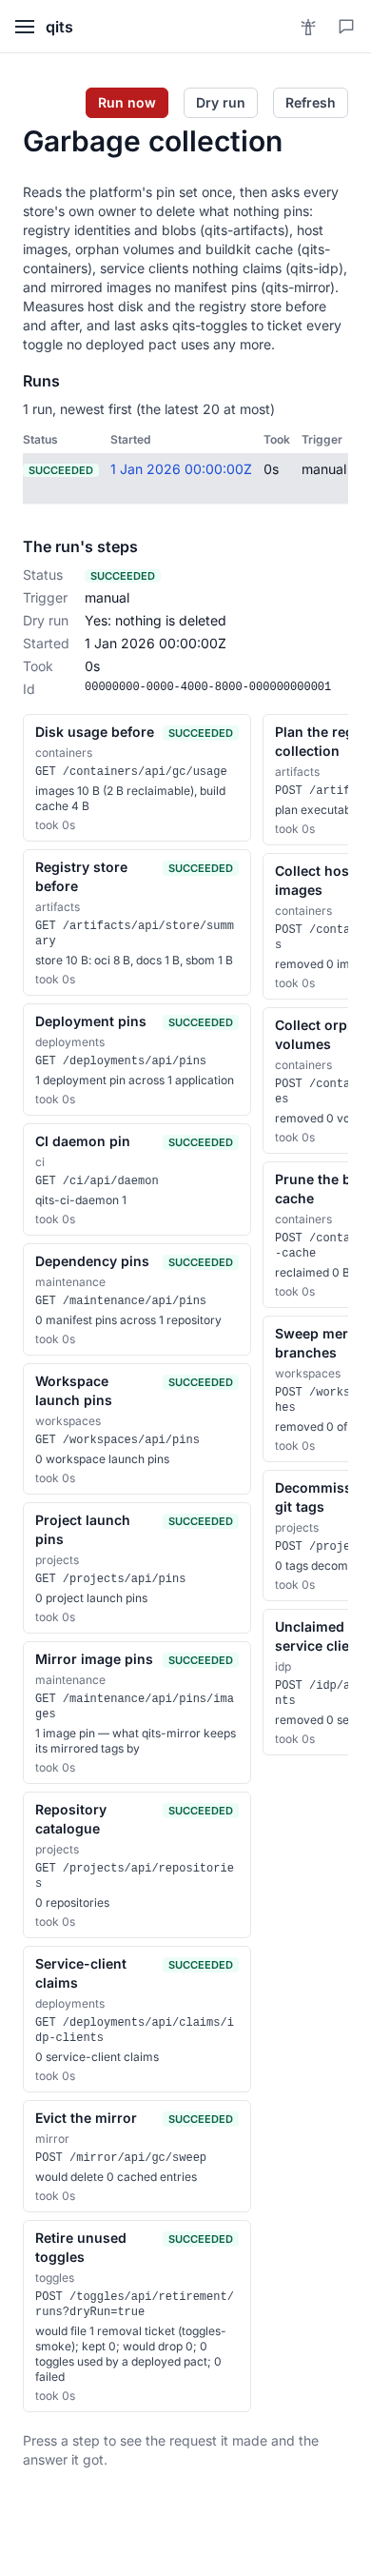 qits
Run now
Dry run
Refresh
Garbage collection
Reads the platform's pin set once, then asks every
store's own owner to delete what nothing pins:
registry identities and blobs (qits-artifacts), host
images, orphan volumes and buildkit cache (qits-
containers), service clients nothing claims (qits-idp),
and mirrored images no manifest pins (qits-mirror).
Measures host disk and the registry store before
and after, and last asks qits-toggles to ticket every
toggle no deployed pact uses any more.
Runs
1 run, newest first (the latest 20 at most)
Status Started Took Trigger
SUCCEEDED 1 Jan 2026 00:00:00Z 0s manual
The run's steps
Status SUCCEEDED
Trigger manual
Dry run Yes: nothing is deleted
Started 1 Jan 2026 00:00:00Z
Took 0s
Id 00000000-0000-4000-8000-000000000001
Disk usage before SUCCEEDED
containers
GET /containers/api/gc/usage
images 10 B (2 B reclaimable), build
cache 4 B
took 0s
Registry store SUCCEEDED
before
artifacts
GET /artifacts/api/store/summ
ary
store 10 B: oci 8 B, docs 1 B, sbom 1 B
took 0s
Deployment pins SUCCEEDED
deployments
GET /deployments/api/pins
1 deployment pin across 1 application
took 0s
CI daemon pin SUCCEEDED
ci
GET /ci/api/daemon
qits-ci-daemon 1
took 0s
Dependency pins SUCCEEDED
maintenance
GET /maintenance/api/pins
0 manifest pins across 1 repository
took 0s
Workspace SUCCEEDED
launch pins
workspaces
GET /workspaces/api/pins
0 workspace launch pins
took 0s
Project launch SUCCEEDED
pins
projects
GET /projects/api/pins
0 project launch pins
took 0s
Mirror image pins SUCCEEDED
maintenance
GET /maintenance/api/pins/ima
ges
1 image pin — what qits-mirror keeps
its mirrored tags by
took 0s
Repository SUCCEEDED
catalogue
projects
GET /projects/api/repositorie
s
0 repositories
took 0s
Service-client SUCCEEDED
claims
deployments
GET /deployments/api/claims/i
dp-clients
0 service-client claims
took 0s
Evict the mirror SUCCEEDED
mirror
POST /mirror/api/gc/sweep
would delete 0 cached entries
took 0s
Retire unused SUCCEEDED
toggles
toggles
POST /toggles/api/retirement/
runs?dryRun=true
would file 1 removal ticket (toggles-
smoke); kept 0; would drop 0; 0
toggles used by a deployed pact; 0
failed
took 0s
Plan the reg
collection
artifacts
POST /artif
plan executab
took 0s
Collect hos
images
containers
POST /conta
s
removed 0 im
took 0s
Collect orp
volumes
containers
POST /conta
es
removed 0 vo
took 0s
Prune the b
cache
containers
POST /conta
-cache
reclaimed 0 B
took 0s
Sweep mer
branches
workspaces
POST /works
hes
removed 0 of
took 0s
Decommiss
git tags
projects
POST /proje
0 tags decom
took 0s
Unclaimed
service clie
idp
POST /idp/a
nts
removed 0 se
took 0s
Press a step to see the request it made and the
answer it got.